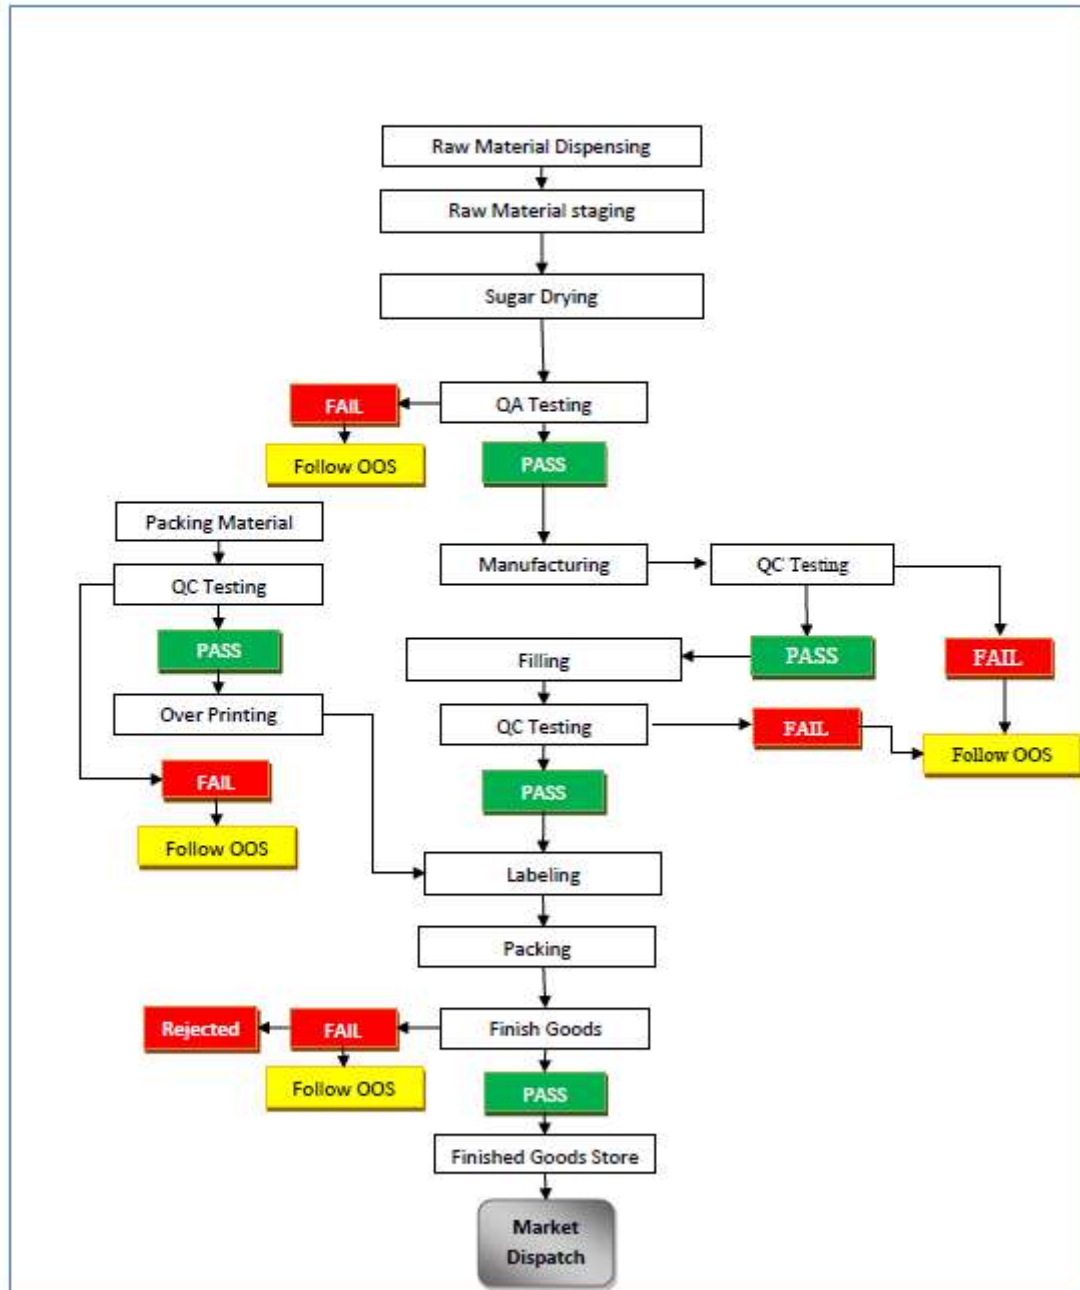 Raw Material Dispensing
Raw Material staging
Sugar Drying
FAIL
QA Testing
Follow OOS
PASS
Packing Material
Manufacturing
QC Testing
QC Testing
PASS
Filling
PASS
FAIL
Over Printing
QC Testing
FAIL
Follow OOS
FAIL
PASS
Follow OOS
Labeling
Packing
Rejected
FAIL
Finish Goods
Follow OOS
PASS
Finished Goods Store
Market
Dispatch